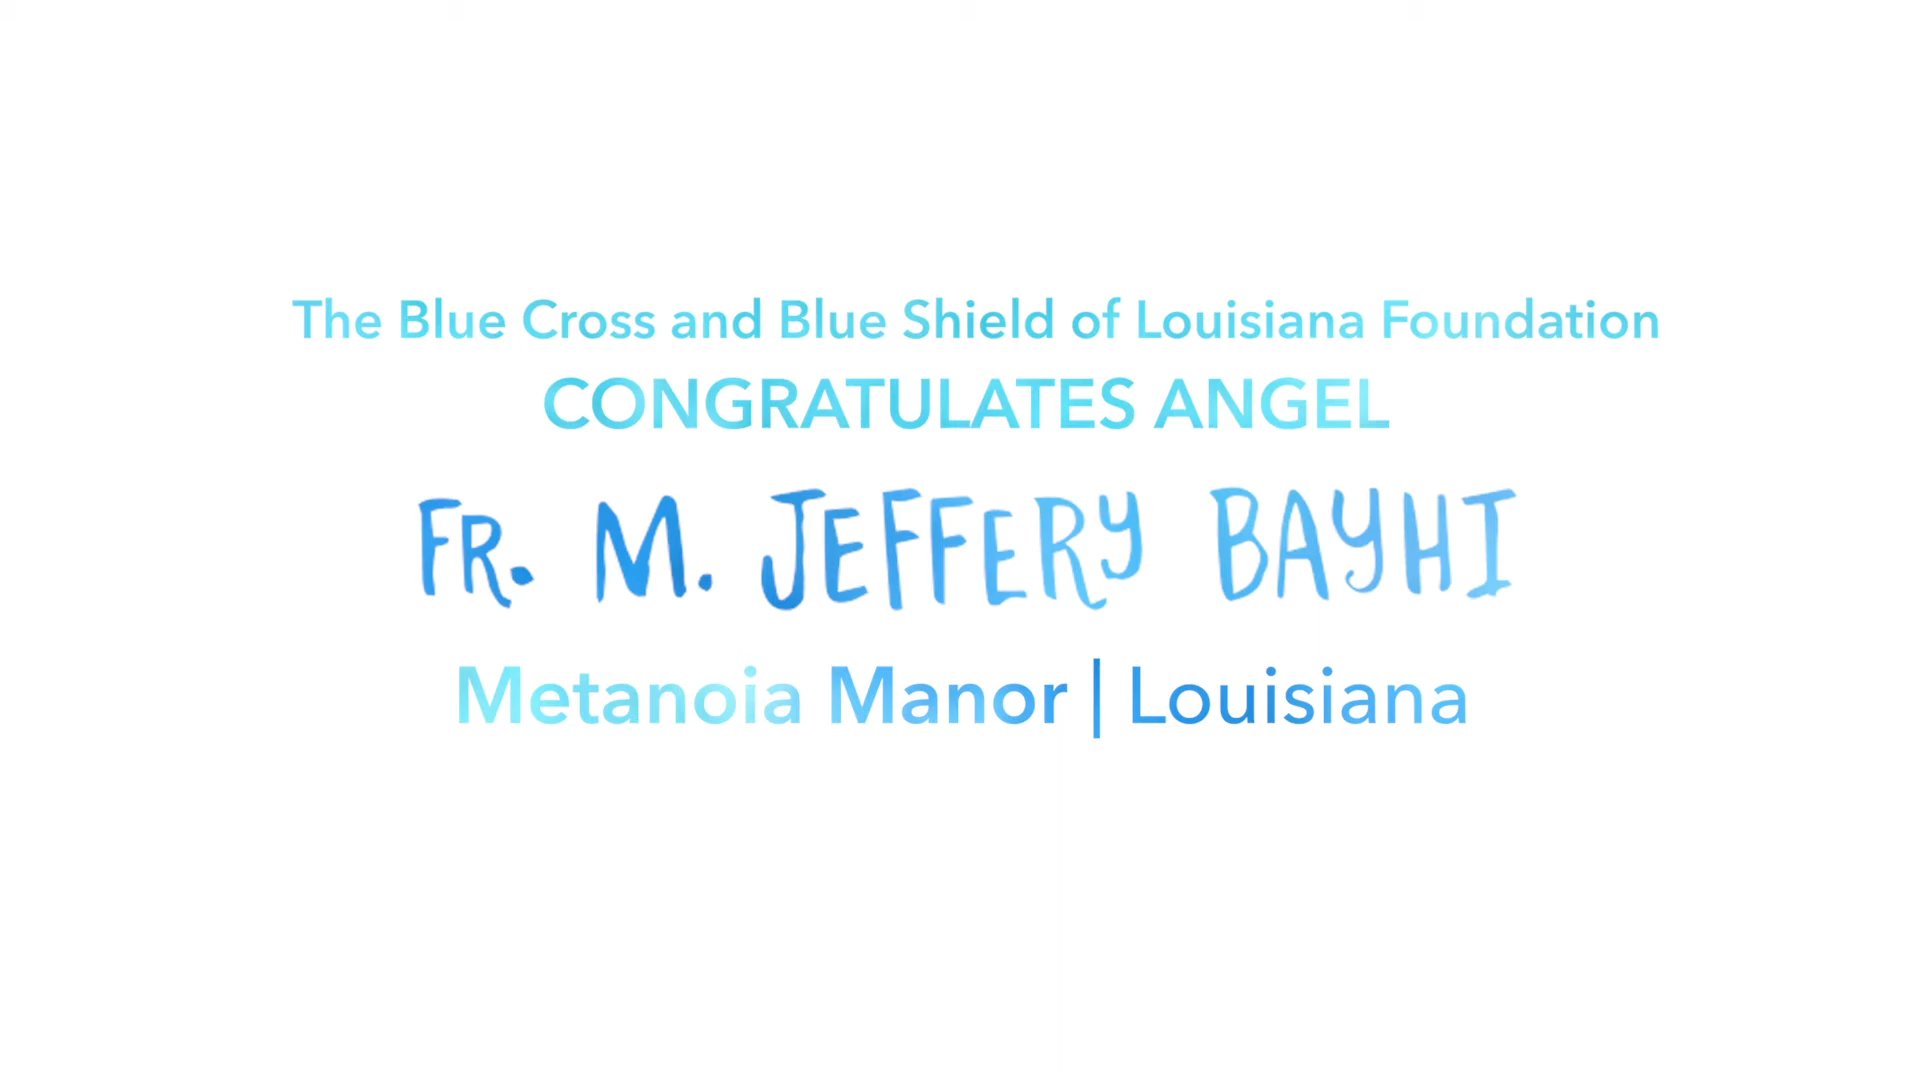 The Blue Cross and Blue Shield of Louisiana Foundation
CONGRATULATES ANGEL
FR. M. JEFFERY BAYHI
Metanoia Manor | Louisiana